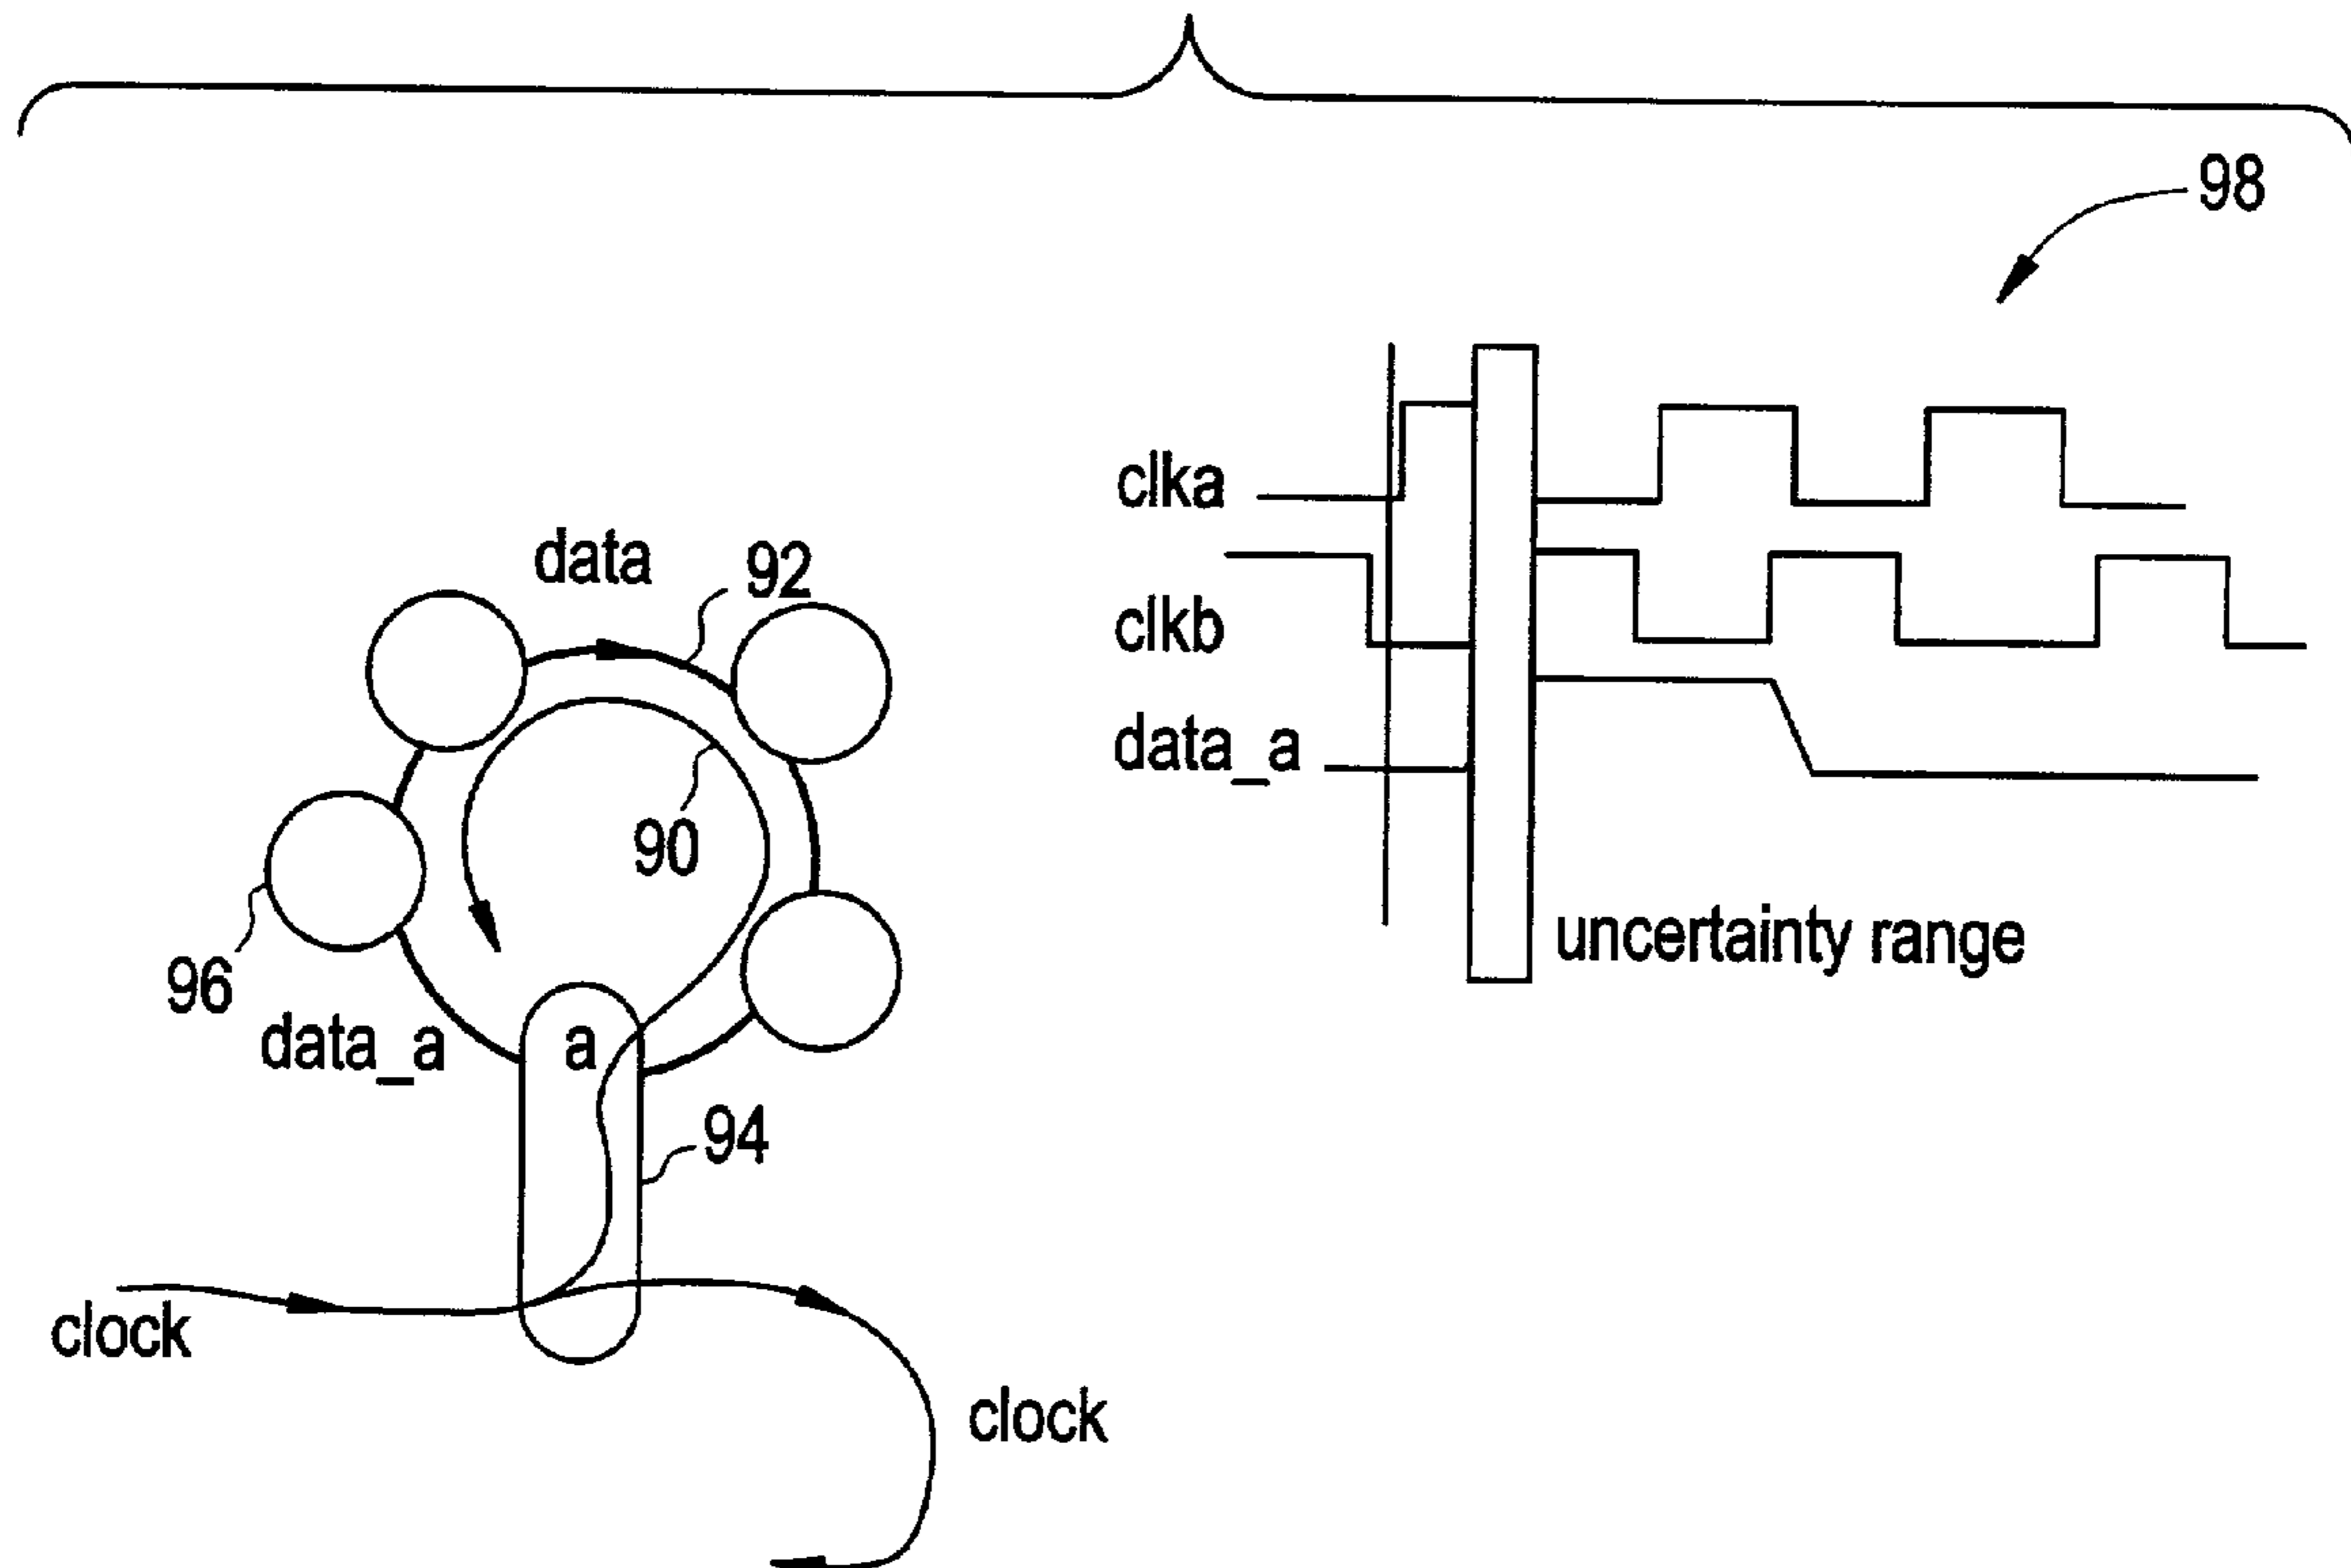 98
clka
data
92
clkb
data_a
90
uncertainty range
96
data_a
a
94
clock
clock